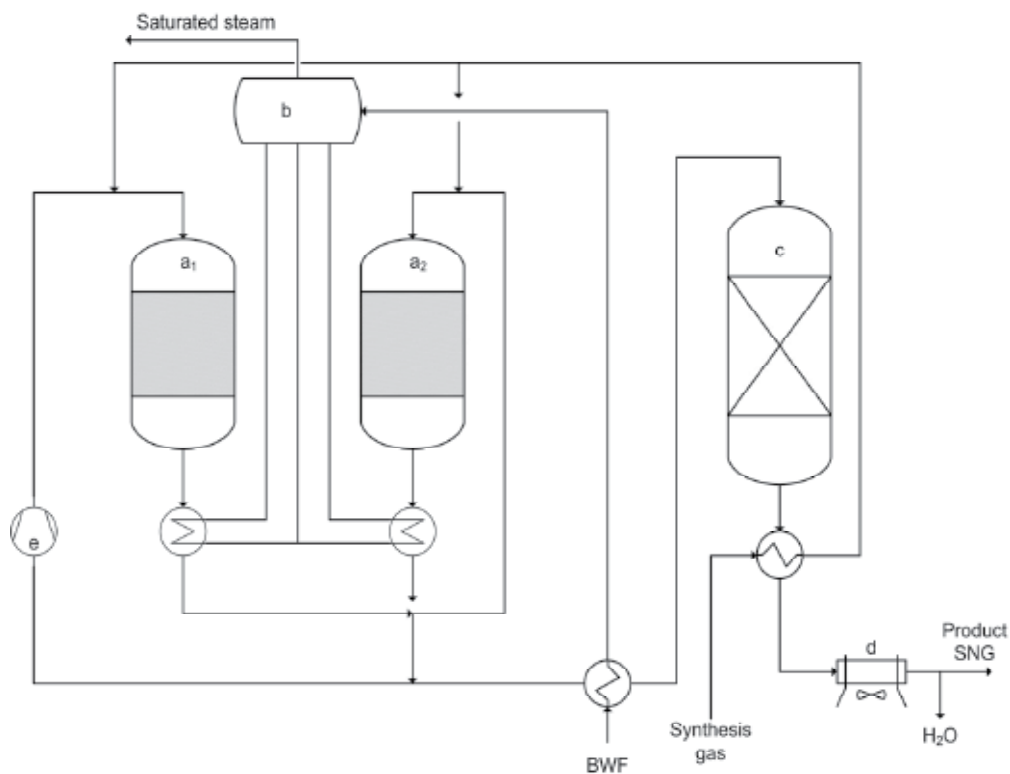 Saturated steam
b
a₁
a₂
c
e
d
Product
SNG
Synthesis
gas
H₂O
BWF